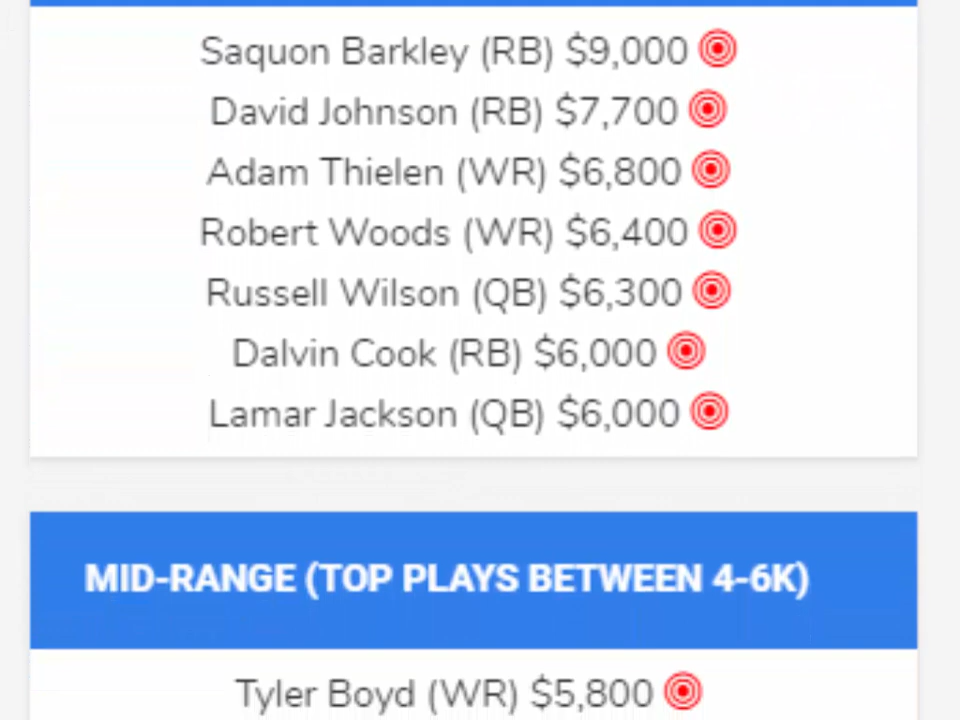 Saquon Barkley (RB) $9,000
David Johnson (RB) $7,700
Adam Thielen (WR) $6,800
Robert Woods (WR) $6,400
Russell Wilson (QB) $6,300
Dalvin Cook (RB) $6,000
Lamar Jackson (QB) $6,000
MID-RANGE (TOP PLAYS BETWEEN 4-6K)
Tyler Boyd (WR) $5,800